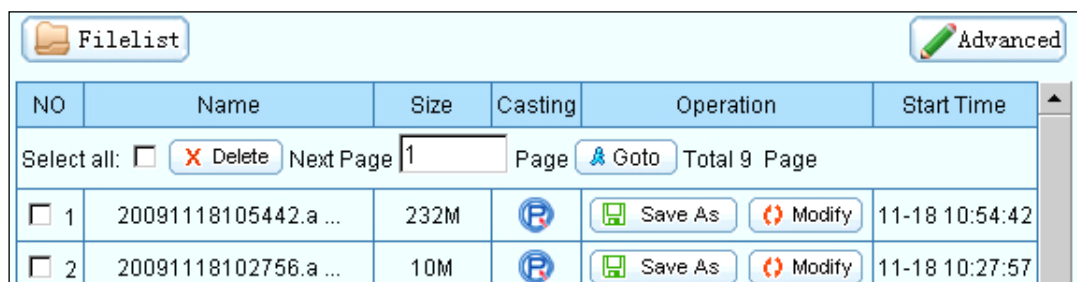 Filelist Advanced
NO Name Size Casting Operation Start Time
Select all: X Delete Next Page 1 Page Goto Total 9 Page
1 20091118105442.a ... 232M Save As Modify 11-18 10:54:42
2 20091118102756.a ... 10M Save As Modify 11-18 10:27:57